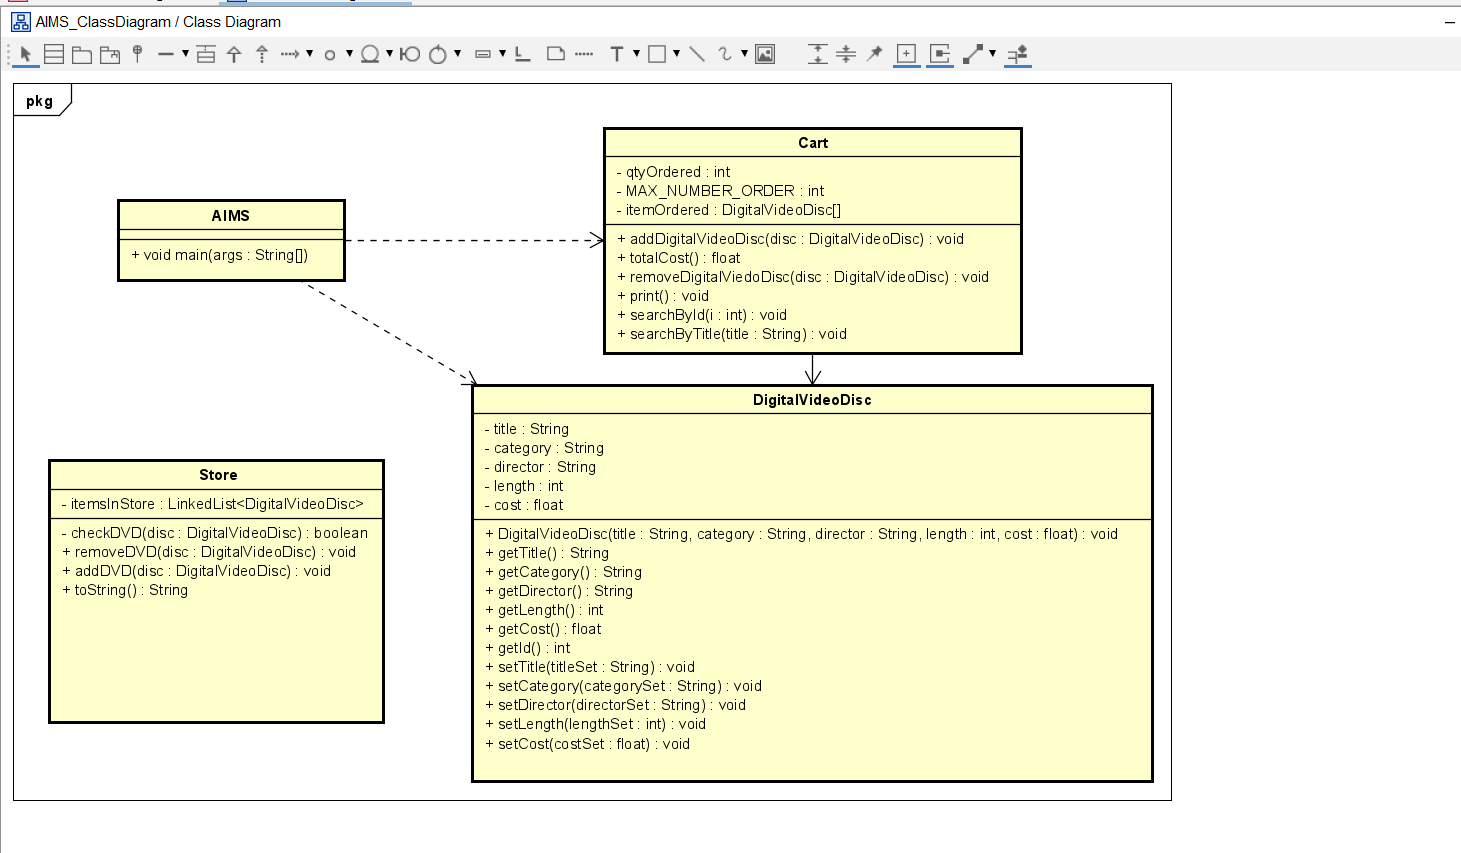 AIMS_ClassDiagram / Class Diagram
pkg
Cart
- qtyOrdered : int
- MAX_NUMBER_ORDER : int
- itemOrdered : DigitalVideoDisc[]
+ addDigitalVideoDisc(disc : DigitalVideoDisc) : void
+ totalCost() : float
+ removeDigitalViedoDisc(disc : DigitalVideoDisc) : void
+ print() : void
+ searchById(i : int) : void
+ searchByTitle(title : String) : void
AIMS
+ void main(args : String[])
DigitalVideoDisc
- title : String
- category : String
- director : String
- length : int
- cost : float
+ DigitalVideoDisc(title : String, category : String, director : String, length : int, cost : float) : void
+ getTitle() : String
+ getCategory() : String
+ getDirector() : String
+ getLength() : int
+ getCost() : float
+ getId() : int
+ setTitle(titleSet : String) : void
+ setCategory(categorySet : String) : void
+ setDirector(directorSet : String) : void
+ setLength(lengthSet : int) : void
+ setCost(costSet : float) : void
Store
- itemsInStore : LinkedList<DigitalVideoDisc>
- checkDVD(disc : DigitalVideoDisc) : boolean
+ removeDVD(disc : DigitalVideoDisc) : void
+ addDVD(disc : DigitalVideoDisc) : void
+ toString() : String